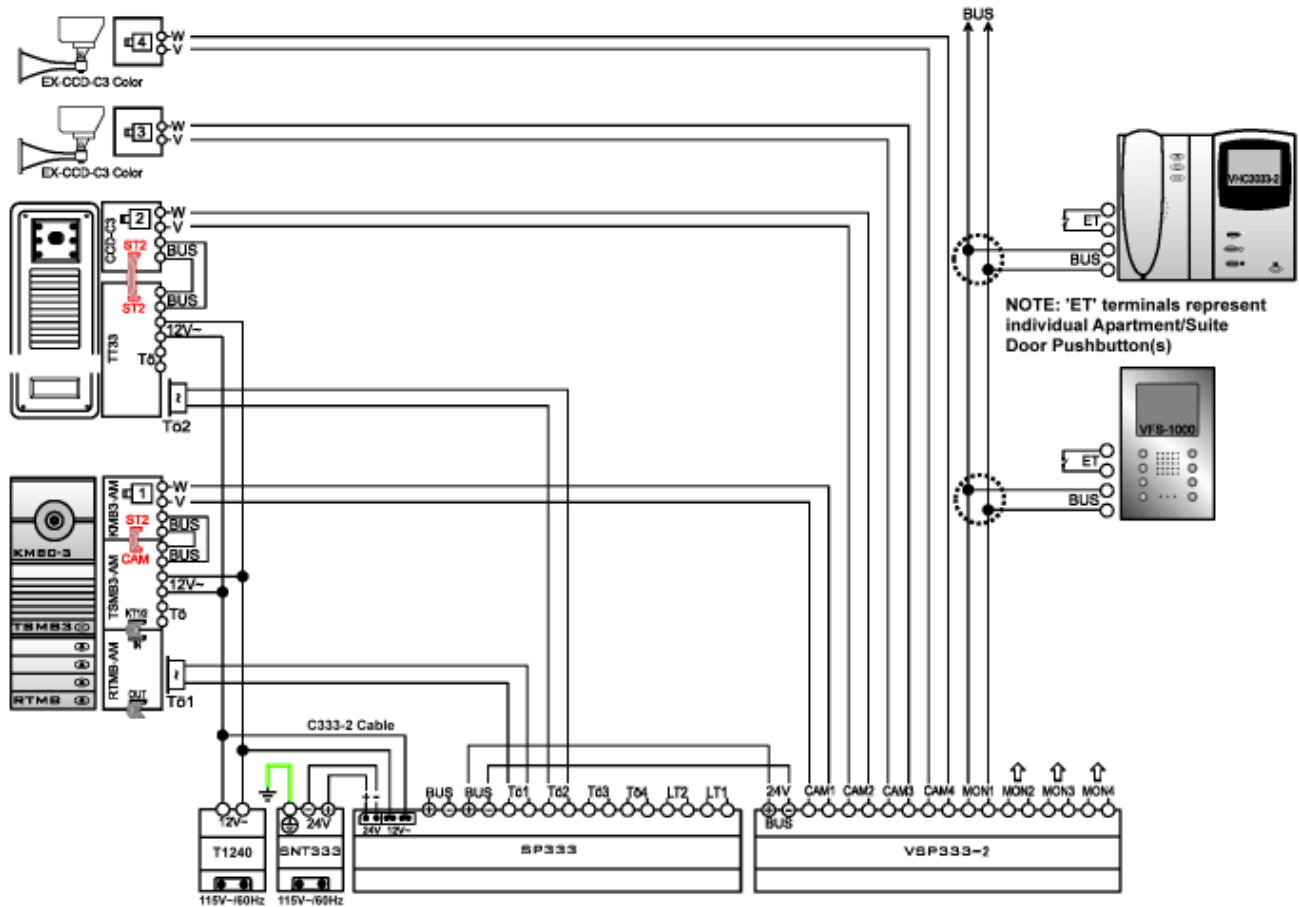 BUS
4
W
V
EX-CCD-C3 Color
3
W
V
EX-CCD-C3 Color
VHC3033-2
ET
BUS
NOTE: 'ET' terminals represent
individual Apartment/Suite
Door Pushbutton(s)
CCD-C3
2
W
V
ST2
BUS
ST2
BUS
TT33
12V~
Tö
~
Tö2
VFS-1000
ET
BUS
KMBC-3
KMB3-AM
1
W
V
ST2
BUS
CAM
BUS
TSMB3-AM
12V~
Tö
TSMB3
KT10
IN
RTMB-AM
~
Tö1
RTMB
OUT
C333-2 Cable
12V~
T1240
115V~/60Hz
- +
24V
SNT333
115V~/60Hz
+ -
24V 12V~
BUS BUS Tö1 Tö2 Tö3 Tö4 LT2 LT1
+ - + -
SP333
24V CAM1 CAM2 CAM3 CAM4 MON1 MON2 MON3 MON4
+ -
BUS
VSP333-2